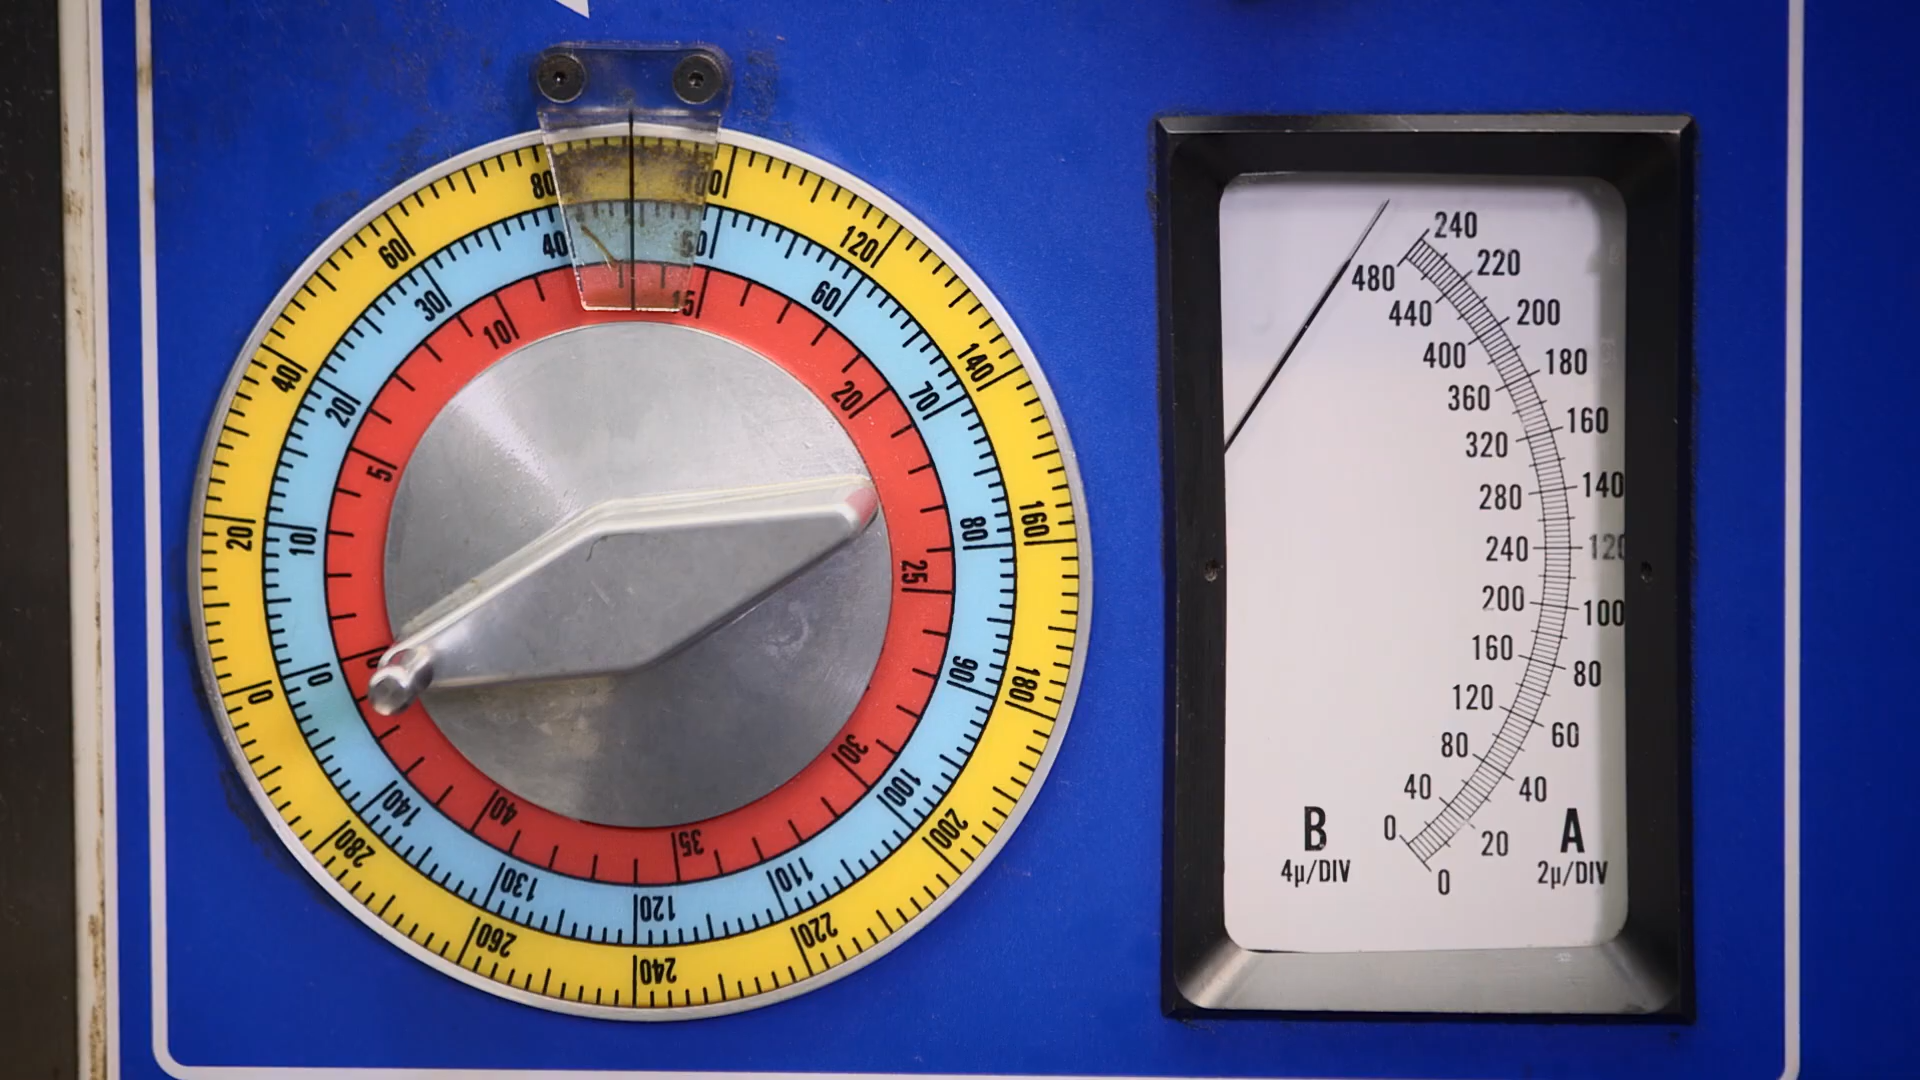 80 100 120 140 160 180 200 220 240 260 280 0 20 40 60
40 50 60 70 80 90 100 110 120 130 140 0 10 20 30
10 15 20 25 30 35 40 0 5
240
480 220
440 200
400 180
360 160
320 140
280
240 120
200 100
160 80
120 60
80 40
40 20
0 0
B A
4µ/DIV 2µ/DIV